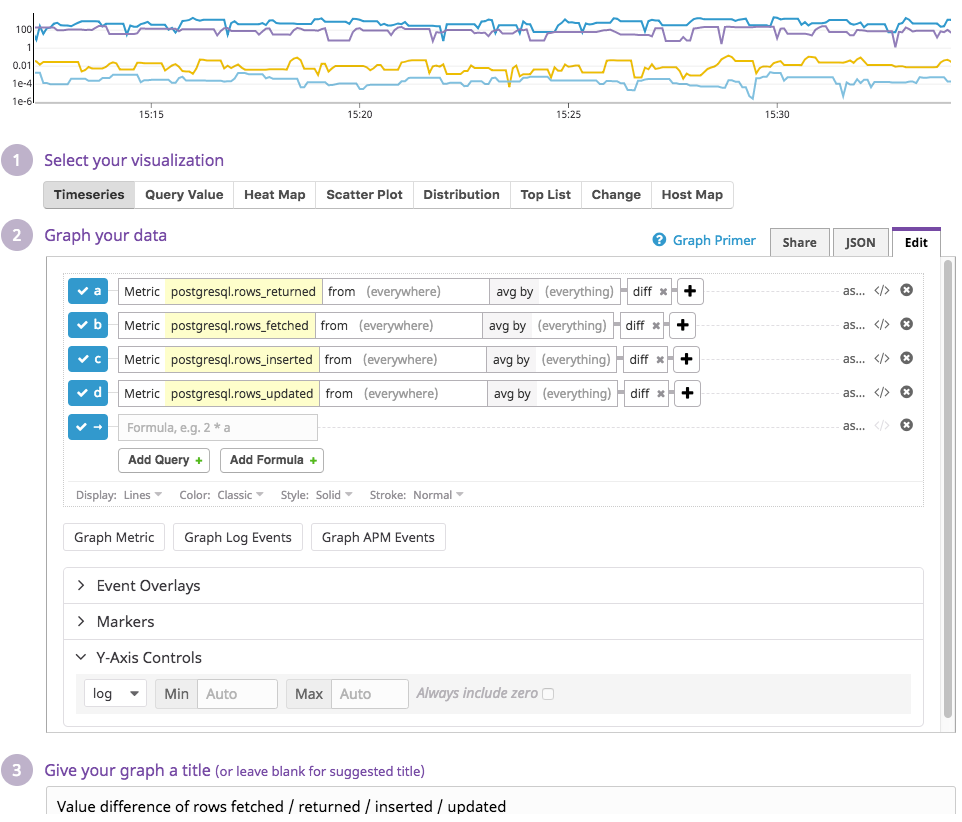 100
1
0.01
1e-4
1e-6
15:15 15:20 15:25 15:30
1 Select your visualization
Timeseries Query Value Heat Map Scatter Plot Distribution Top List Change Host Map
2 Graph your data
? Graph Primer Share JSON Edit
a Metric postgresql.rows_returned from (everywhere) avg by (everything) diff as... </>
b Metric postgresql.rows_fetched from (everywhere) avg by (everything) diff as... </>
c Metric postgresql.rows_inserted from (everywhere) avg by (everything) diff as... </>
d Metric postgresql.rows_updated from (everywhere) avg by (everything) diff as... </>
Formula, e.g. 2 * a as... </>
Add Query + Add Formula +
Display: Lines Color: Classic Style: Solid Stroke: Normal
Graph Metric Graph Log Events Graph APM Events
Event Overlays
Markers
Y-Axis Controls
log Min Auto Max Auto Always include zero
3 Give your graph a title (or leave blank for suggested title)
Value difference of rows fetched / returned / inserted / updated